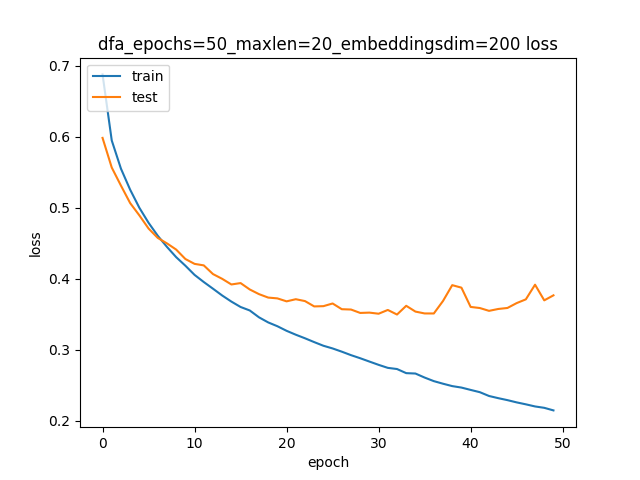 dfa_epochs=50_maxlen=20_embeddingsdim=200 loss
train
test
0.7
0.6
0.5
0.4
0.3
0.2
loss
0 10 20 30 40 50
epoch